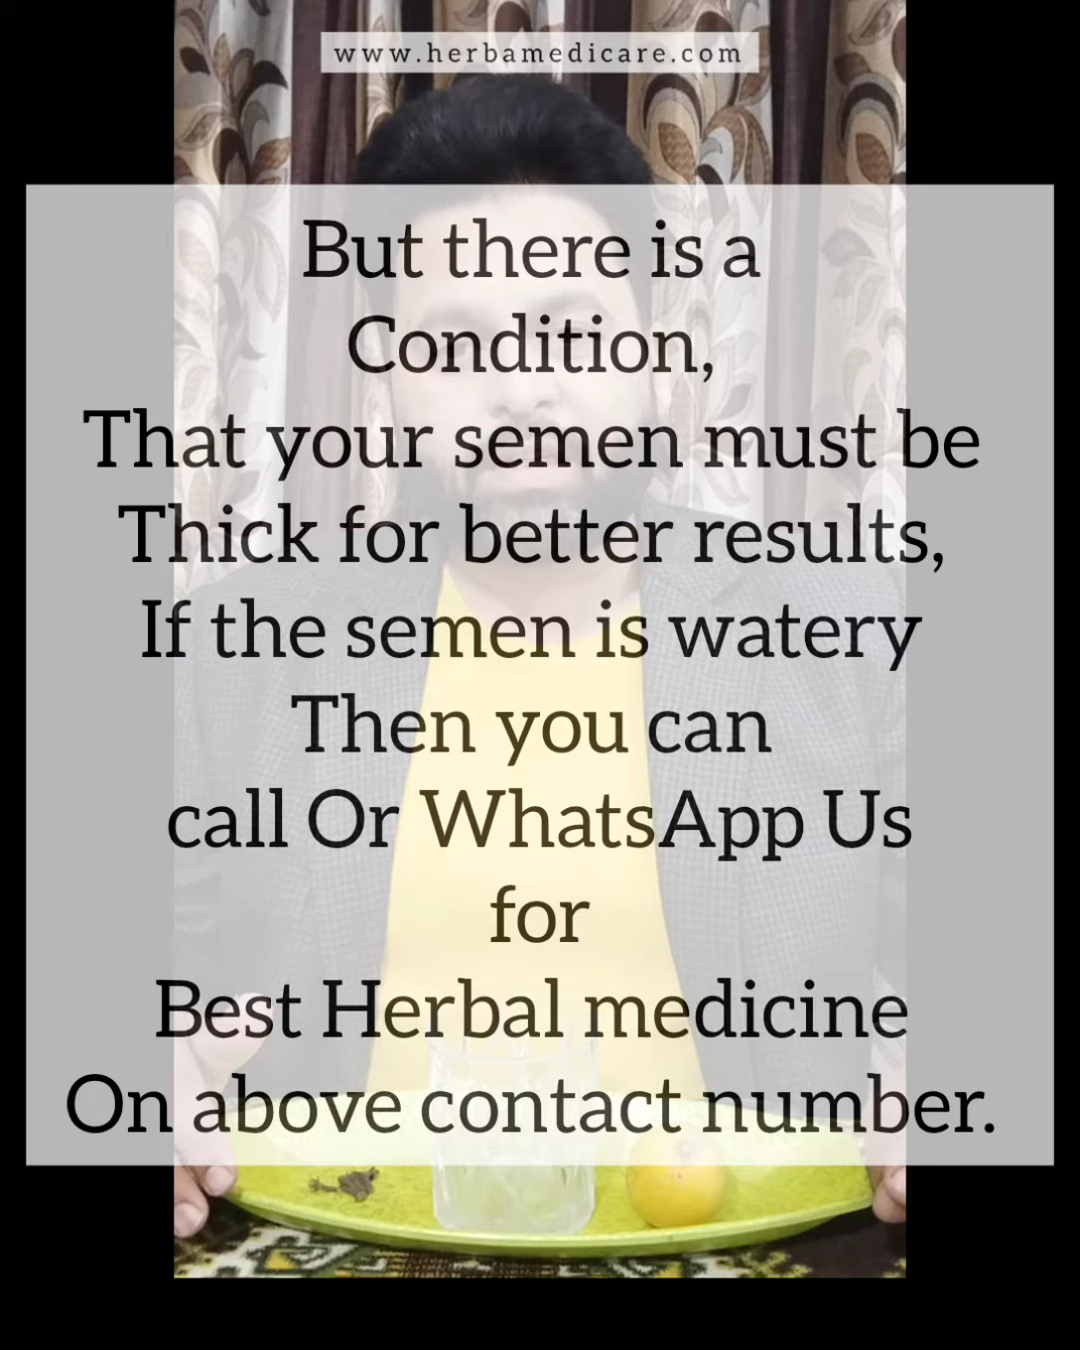 www.herbamedicare.com
But there is a
Condition,
That your semen must be
Thick for better results,
If the semen is watery
Then you can
call Or WhatsApp Us
for
Best Herbal medicine
On above contact number.